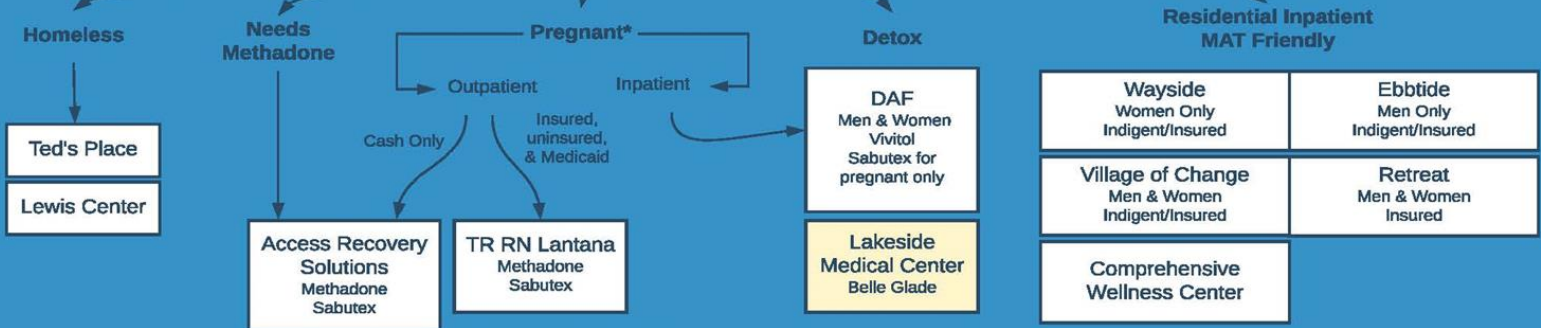 Homeless
Needs
Methadone
Pregnant*
Detox
Residential Inpatient
MAT Friendly
Outpatient
Inpatient
Cash Only
Insured,
uninsured,
& Medicaid
Ted's Place
Lewis Center
Access Recovery
Solutions
Methadone
Sabutex
TR RN Lantana
Methadone
Sabutex
DAF
Men & Women
Vivitol
Sabutex for
pregnant only
Lakeside
Medical Center
Belle Glade
Wayside
Women Only
Indigent/Insured
Ebbtide
Men Only
Indigent/Insured
Village of Change
Men & Women
Indigent/Insured
Retreat
Men & Women
Insured
Comprehensive
Wellness Center